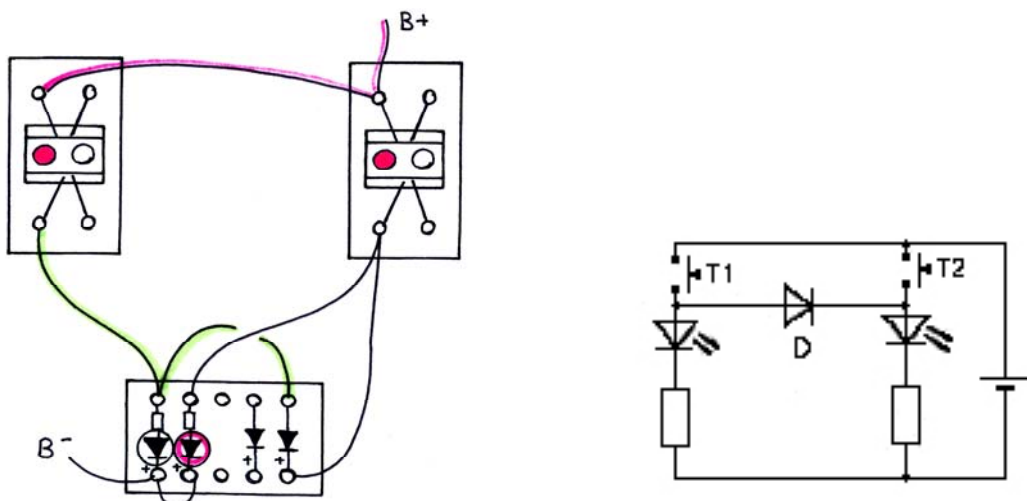 B+
B-
+
+
+
+
T1
T2
D